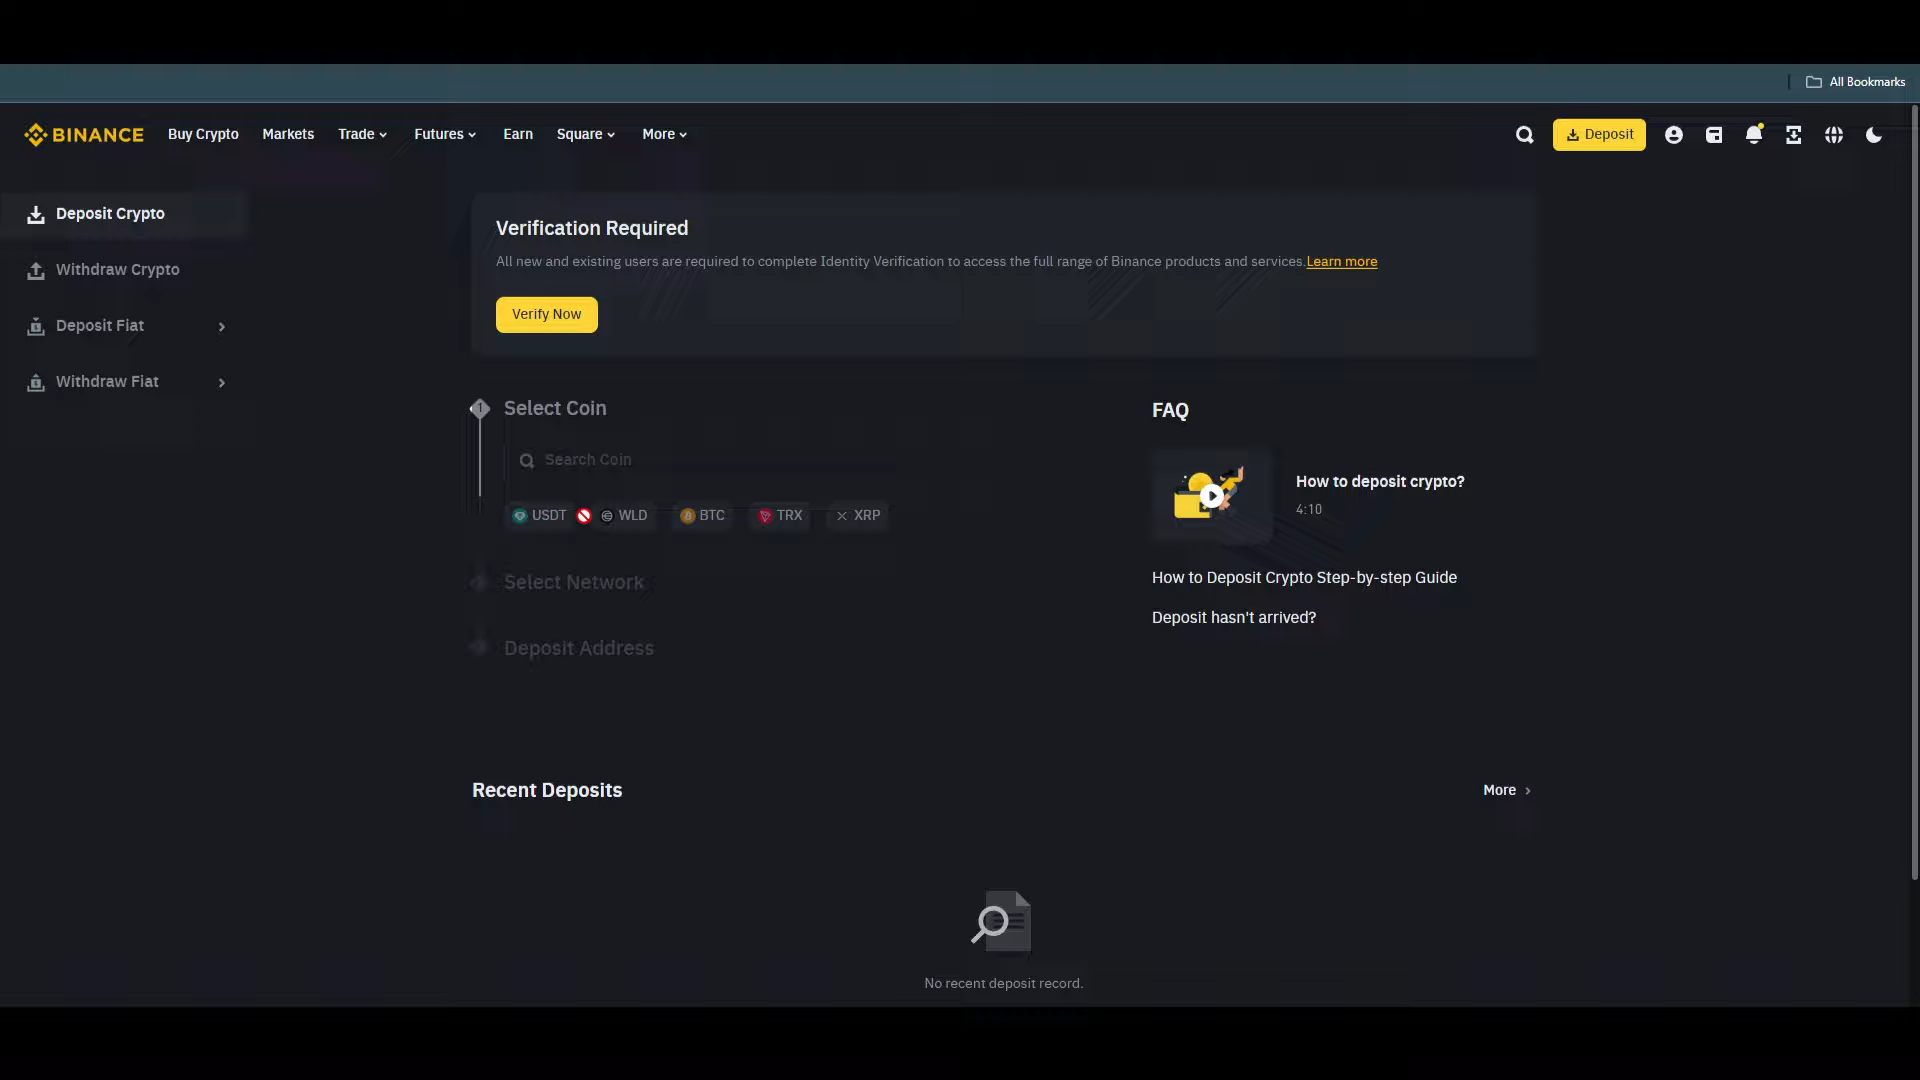 All Bookmarks
BINANCE Buy Crypto Markets Trade Futures Earn Square More Deposit
Deposit Crypto
Withdraw Crypto
Deposit Fiat
Withdraw Fiat
Verification Required
All new and existing users are required to complete Identity Verification to access the full range of Binance products and services.Learn more
Verify Now
1 Select Coin
Search Coin
USDT WLD BTC TRX XRP
Select Network
Deposit Address
FAQ
How to deposit crypto?
4:10
How to Deposit Crypto Step-by-step Guide
Deposit hasn't arrived?
Recent Deposits
More
No recent deposit record.